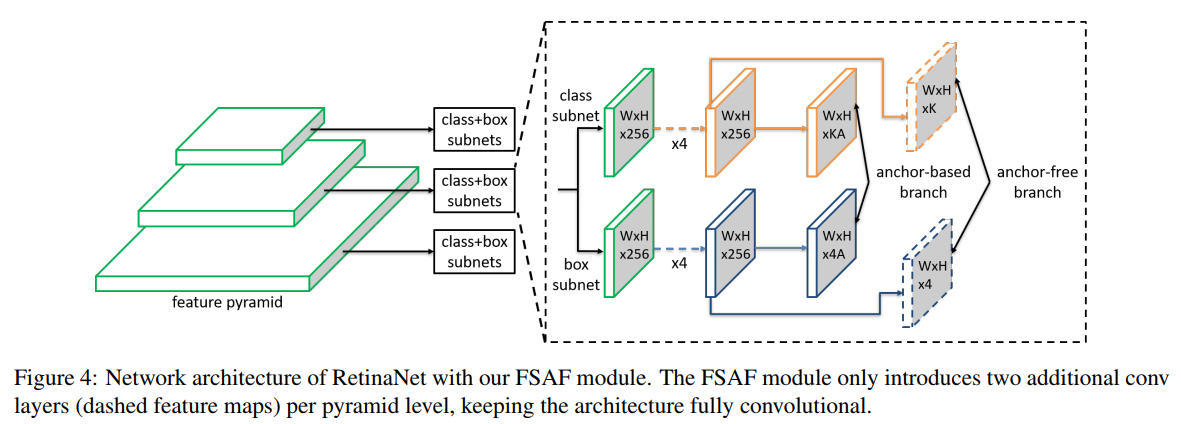 class+box
subnets
class+box
subnets
class+box
subnets
feature pyramid
class
subnet
WxH
x256
x4
WxH
x256
WxH
xKA
WxH
xK
anchor-based
branch
anchor-free
branch
box
subnet
WxH
x256
x4
WxH
x256
WxH
x4A
WxH
x4
Figure 4: Network architecture of RetinaNet with our FSAF module. The FSAF module only introduces two additional conv
layers (dashed feature maps) per pyramid level, keeping the architecture fully convolutional.